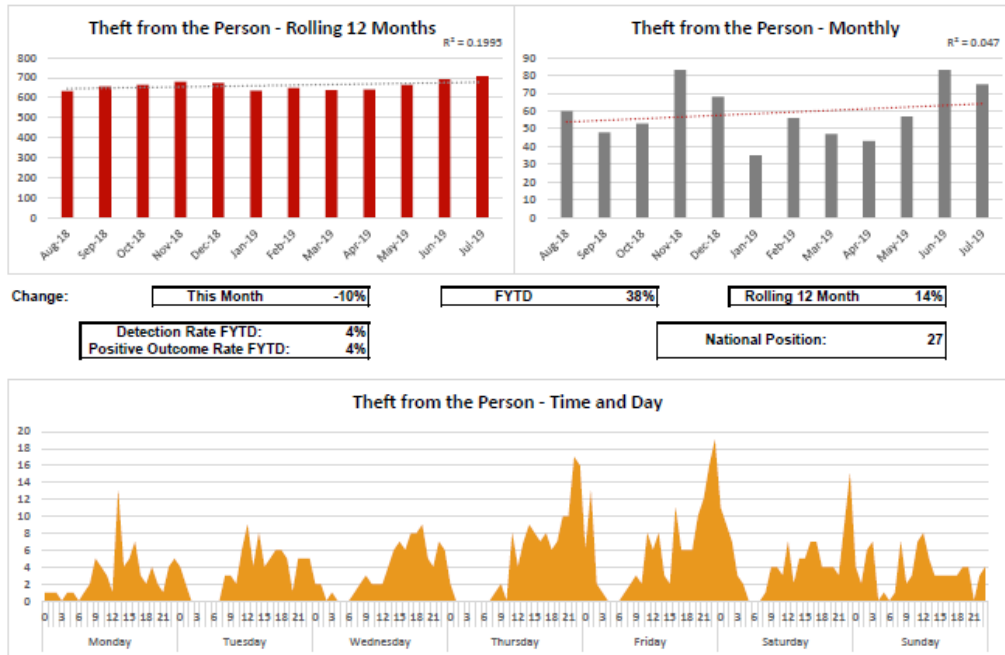 Theft from the Person - Rolling 12 Months
R² = 0.1995
800
700
600
500
400
300
200
100
0
Aug-18 Sep-18 Oct-18 Nov-18 Dec-18 Jan-19 Feb-19 Mar-19 Apr-19 May-19 Jun-19 Jul-19
Theft from the Person - Monthly
R² = 0.047
90
80
70
60
50
40
30
20
10
0
Aug-18 Sep-18 Oct-18 Nov-18 Dec-18 Jan-19 Feb-19 Mar-19 Apr-19 May-19 Jun-19 Jul-19
Change: This Month -10% FYTD 38% Rolling 12 Month 14%
Detection Rate FYTD: 4%
Positive Outcome Rate FYTD: 4%
National Position: 27
Theft from the Person - Time and Day
20
18
16
14
12
10
8
6
4
2
0
0 3 6 9 12 15 18 21 0 3 6 9 12 15 18 21 0 3 6 9 12 15 18 21 0 3 6 9 12 15 18 21 0 3 6 9 12 15 18 21 0 3 6 9 12 15 18 21 0 3 6 9 12 15 18 21
Monday Tuesday Wednesday Thursday Friday Saturday Sunday